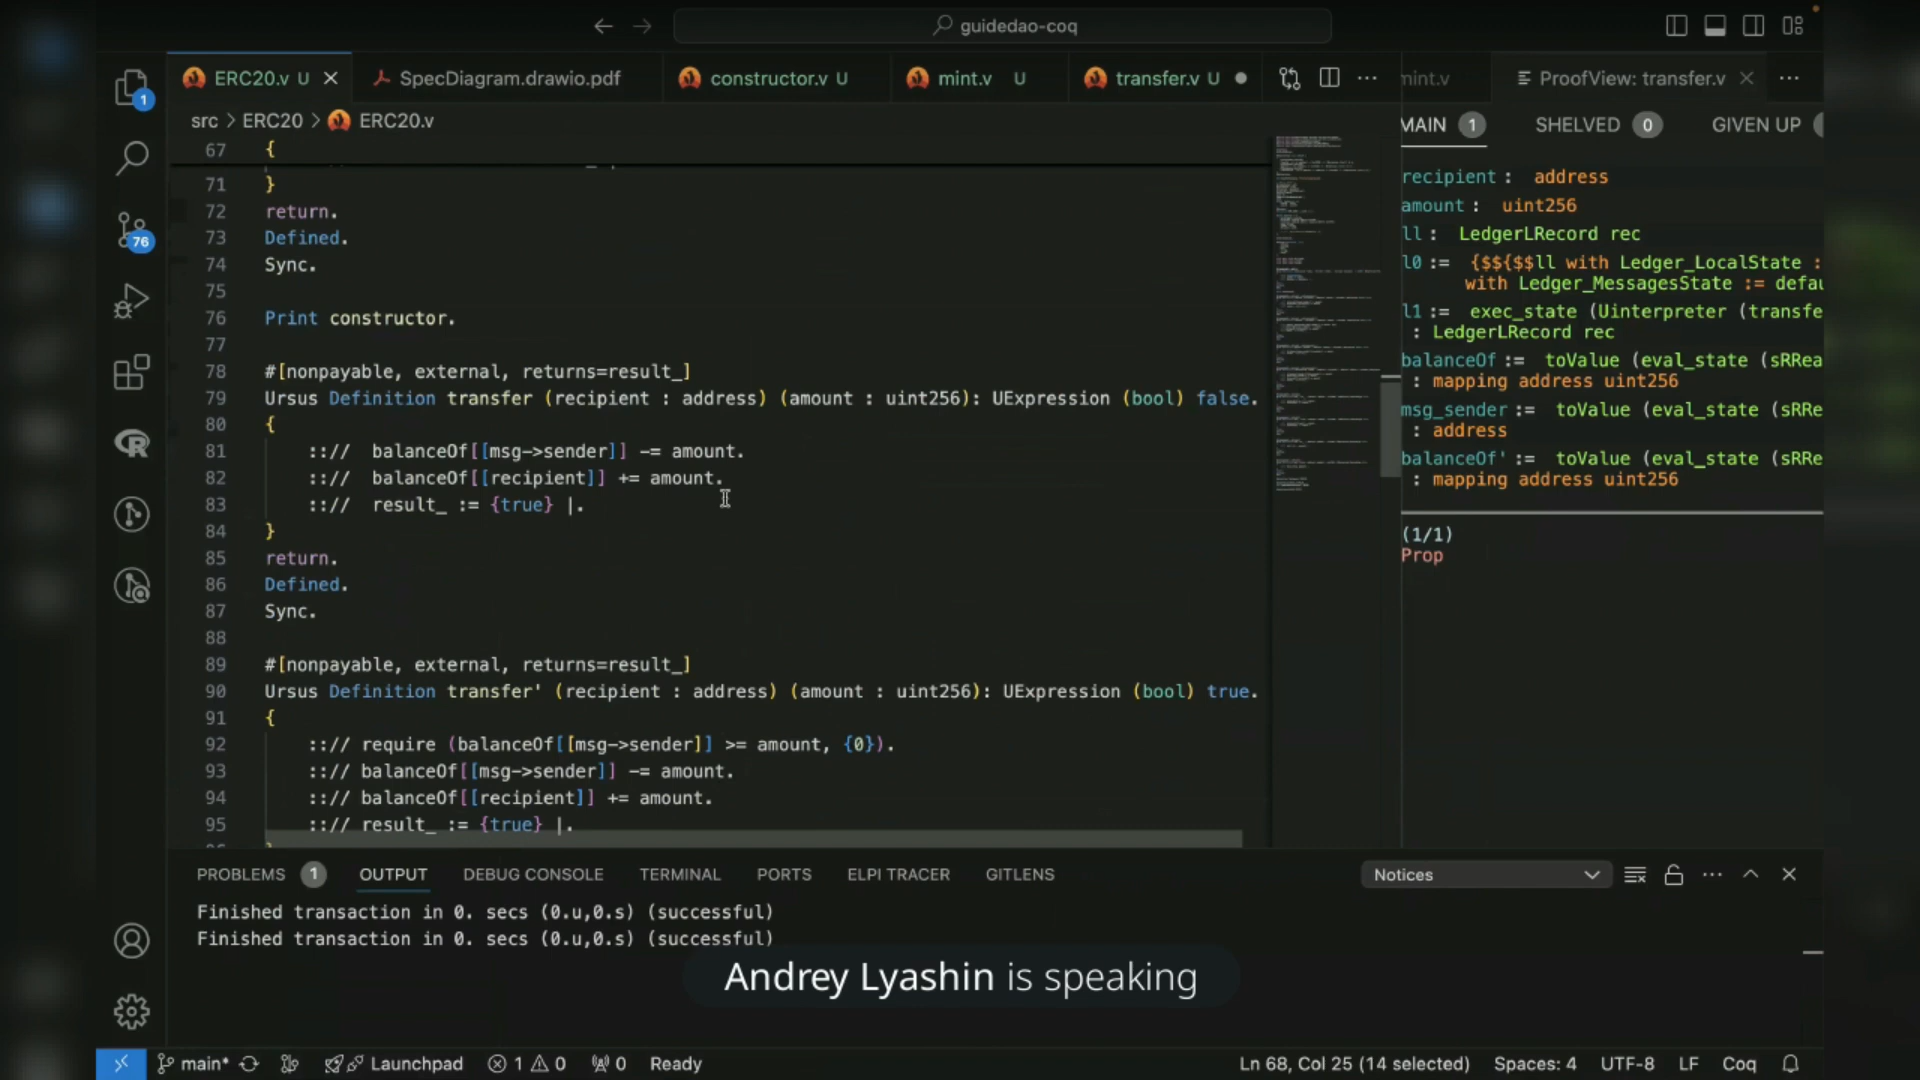 guidedao-coq
ERC20.v U
SpecDiagram.drawio.pdf
constructor.v U
mint.v U
transfer.v U
mint.v
ProofView: transfer.v
src > ERC20 > ERC20.v
MAIN 1 SHELVED 0 GIVEN UP
67 {
71 }
72 return.
73 Defined.
74 Sync.
75
76 Print constructor.
77
78 #[nonpayable, external, returns=result_]
79 Ursus Definition transfer (recipient : address) (amount : uint256): UExpression (bool) false.
80 {
81 ::// balanceOf[[msg->sender]] -= amount.
82 ::// balanceOf[[recipient]] += amount.
83 ::// result_ := {true} |.
84 }
85 return.
86 Defined.
87 Sync.
88
89 #[nonpayable, external, returns=result_]
90 Ursus Definition transfer' (recipient : address) (amount : uint256): UExpression (bool) true.
91 {
92 ::// require (balanceOf[[msg->sender]] >= amount, {0}).
93 ::// balanceOf[[msg->sender]] -= amount.
94 ::// balanceOf[[recipient]] += amount.
95 ::// result_ := {true} |.
recipient : address
amount : uint256
ll : LedgerLRecord rec
l0 := {$${$$ll with Ledger_LocalState :
with Ledger_MessagesState := defau
l1 := exec_state (Uinterpreter (transfe
: LedgerLRecord rec
balanceOf := toValue (eval_state (sRRea
: mapping address uint256
msg_sender := toValue (eval_state (sRRe
: address
balanceOf' := toValue (eval_state (sRRe
: mapping address uint256
(1/1)
Prop
PROBLEMS 1 OUTPUT DEBUG CONSOLE TERMINAL PORTS ELPI TRACER GITLENS
Notices
Finished transaction in 0. secs (0.u,0.s) (successful)
Finished transaction in 0. secs (0.u,0.s) (successful)
Andrey Lyashin is speaking
1
76
main* Launchpad 1 0 0 Ready
Ln 68, Col 25 (14 selected) Spaces: 4 UTF-8 LF Coq